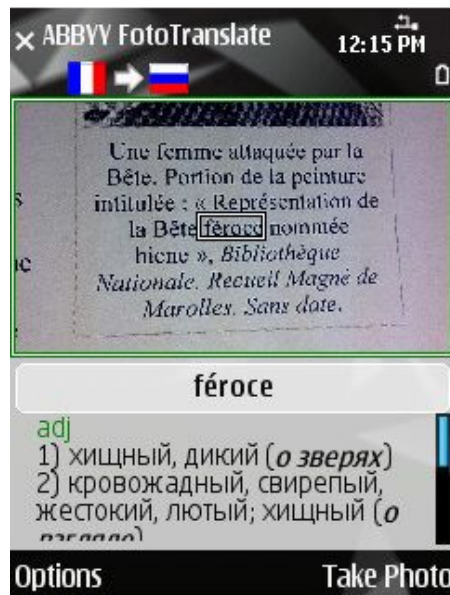 ABBYY FotoTranslate
12:15 PM
Une femme attaquée par la
Bête. Portion de la peinture
intitulée : « Représentation de
la Bête féroce nommée
hiene », Bibliothèque
Nationale. Recueil Magné de
Marolles. Sans date.
féroce
adj
1) хищный, дикий (о зверях)
2) кровожадный, свирепый,
жестокий, лютый; хищный (о
Options
Take Photo